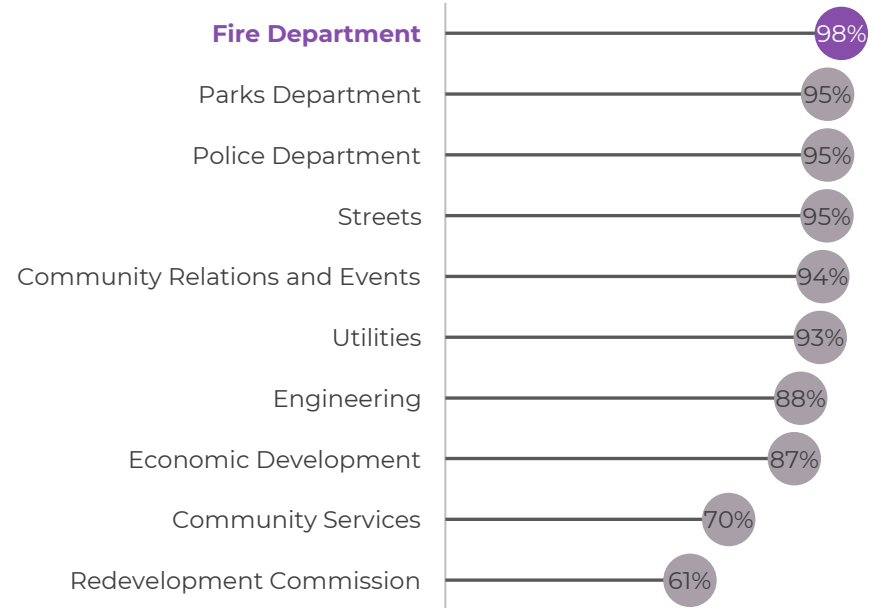 Fire Department 98%
Parks Department 95%
Police Department 95%
Streets 95%
Community Relations and Events 94%
Utilities 93%
Engineering 88%
Economic Development 87%
Community Services 70%
Redevelopment Commission 61%